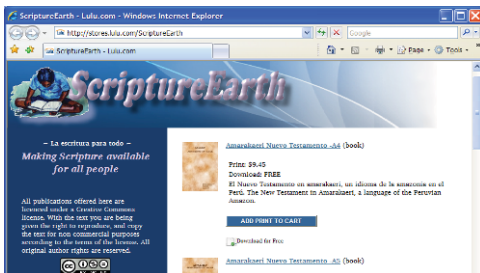 ScriptureEarth - Lulu.com - Windows Internet Explorer
http://stores.lulu.com/ScriptureEarth
Google
ScriptureEarth - Lulu.com
Page
Tools
ScriptureEarth
~ La escritura para todo ~
Making Scripture available
for all people
All publications offered here are
licensed under a Creative Commons
license. With the text you are being
given the right to reproduce, and copy
the text for non commercial purposes
according to the terms of the license. All
original author rights are reserved.
Amarakaeri Nuevo Testamento -A4 (book)
Print: $9.45
Download: FREE
El Nuevo Testamento en amarakaeri, un idioma de la amazonía en el
Perú. The New Testament in Amarakaeri, a language of the Peruvian
Amazon.
ADD PRINT TO CART
Download for Free
Amarakaeri Nuevo Testamento -A5 (book)